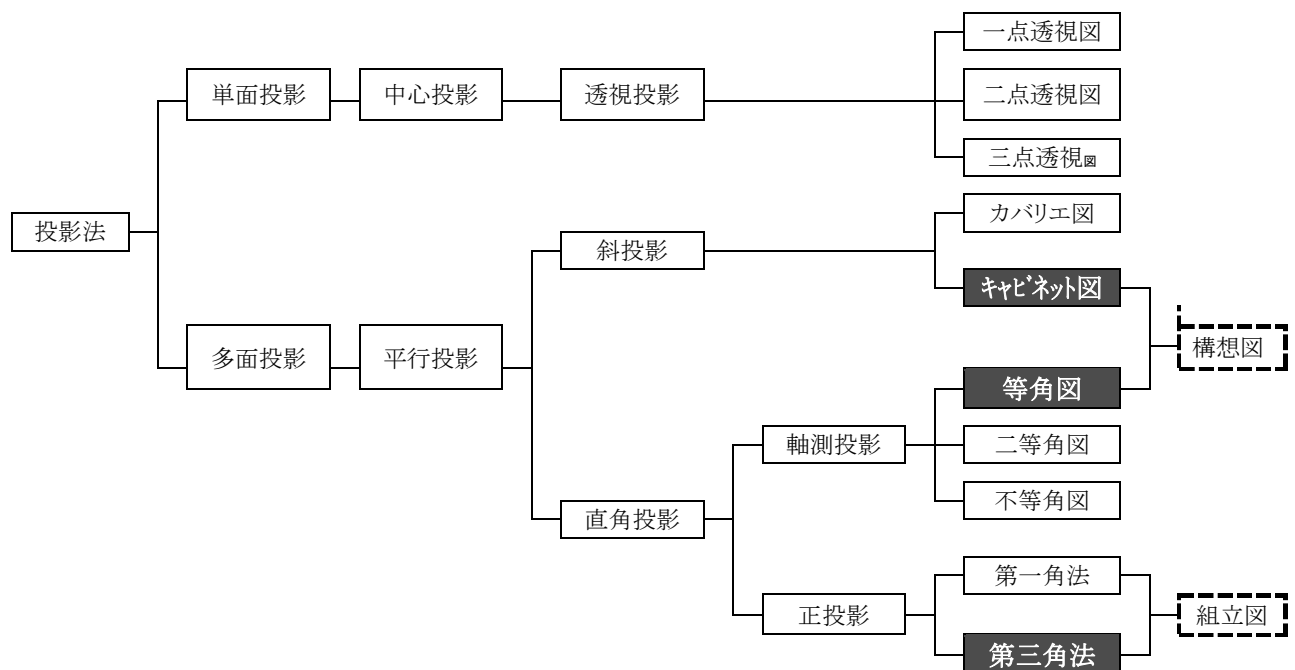 一点透視図
単面投影
中心投影
透視投影
二点透視図
三点透視図
カバリエ図
投影法
斜投影
キャビネット図
多面投影
平行投影
構想図
等角図
軸測投影
二等角図
不等角図
直角投影
第一角法
正投影
組立図
第三角法